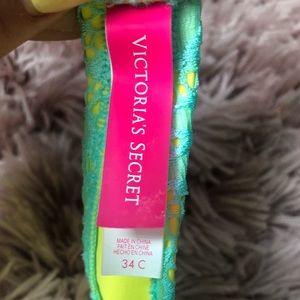 VICTORIA'S SECRET
MADE IN CHINA
FAIT EN CHINE
HECHO EN CHINA
34 C